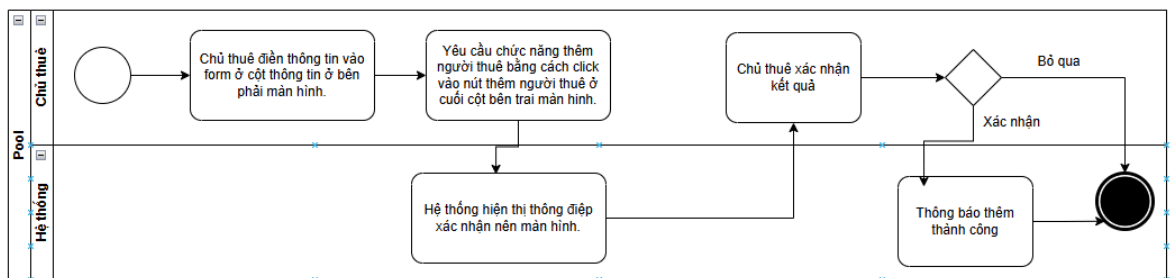 Pool
Chủ thuê
Chủ thuê điền thông tin vào
form ở cột thông tin ở bên
phải màn hình.
Yêu cầu chức năng thêm
người thuê bằng cách click
vào nút thêm người thuê ở
cuối cột bên trai màn hinh.
Chủ thuê xác nhận
kết quả
Bỏ qua
Xác nhận
Hệ thống
Hệ thống hiện thị thông điệp
xác nhận nên màn hình.
Thông báo thêm
thành công